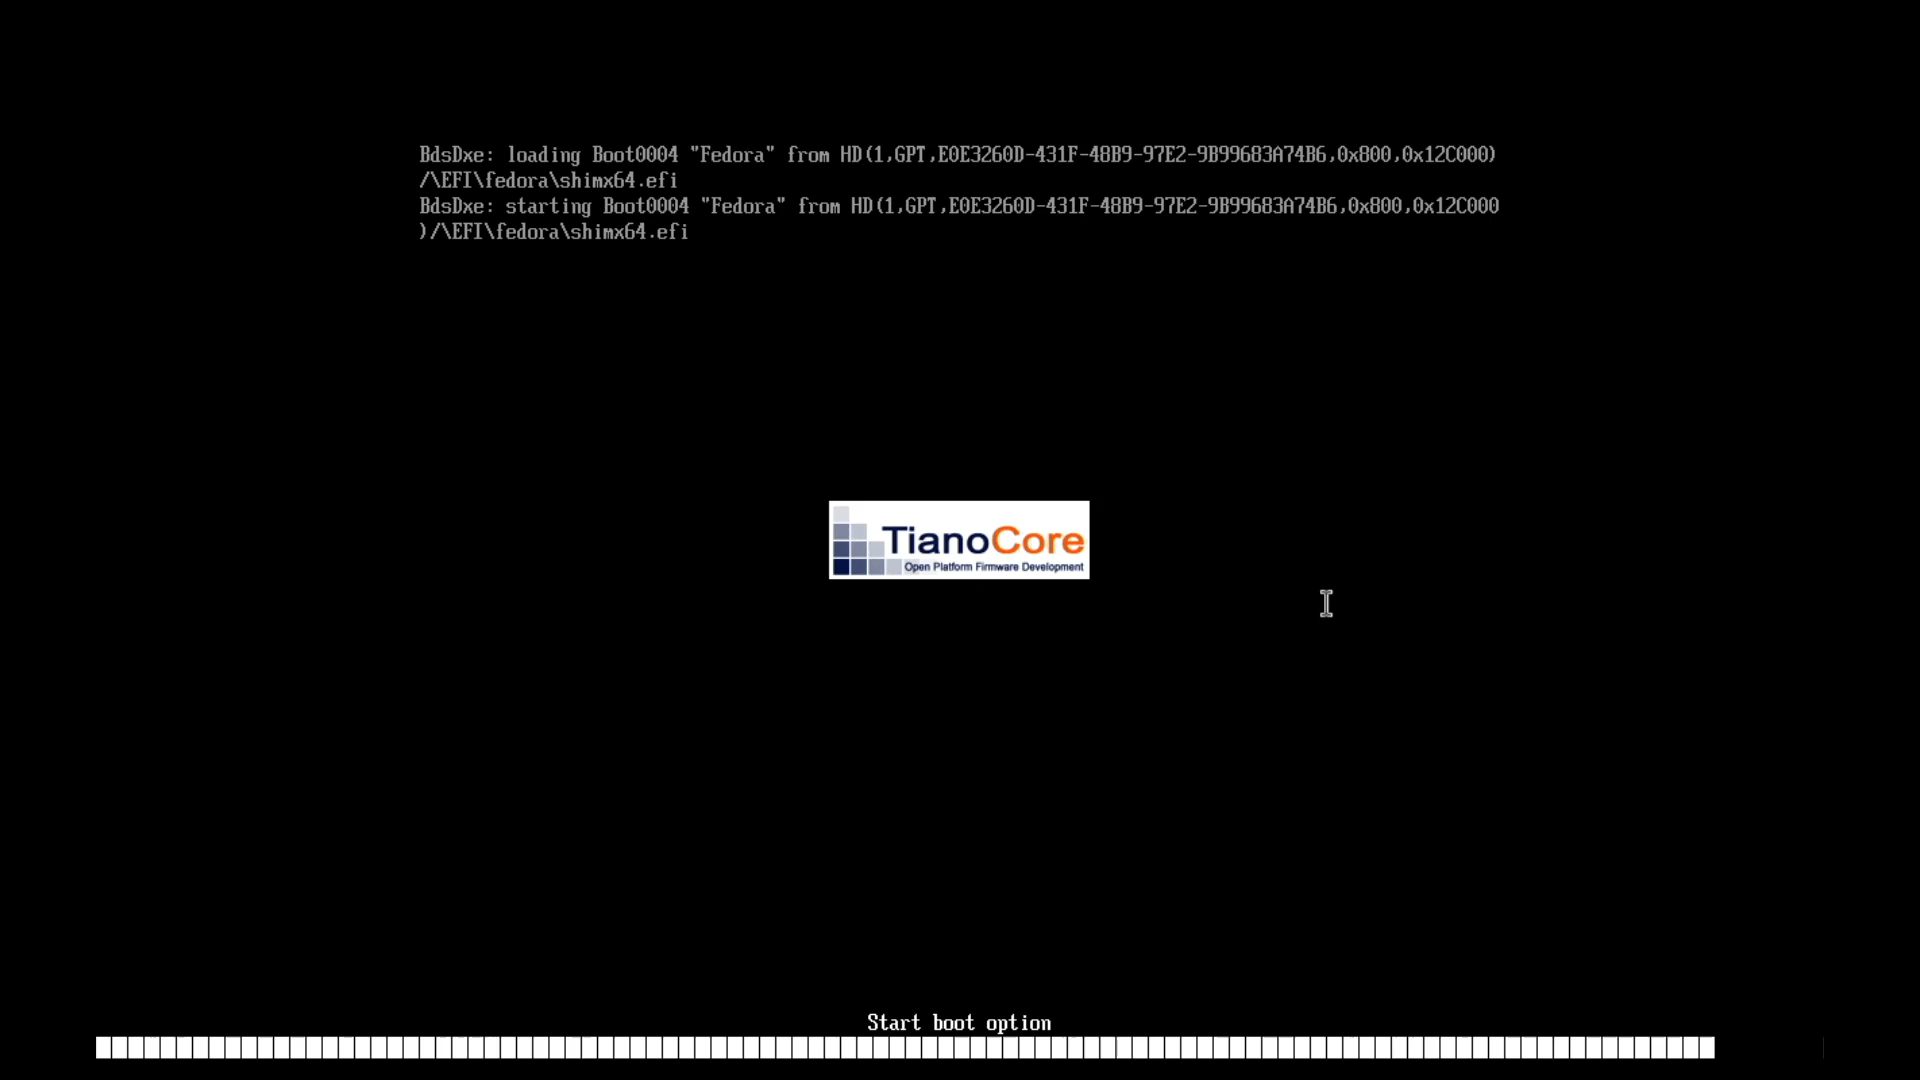 BdsDxe: loading Boot0004 "Fedora" from HD(1,GPT,E0E3260D-431F-48B9-97E2-9B99683A74B6,0x800,0x12C000)
/\EFI\fedora\shimx64.efi
BdsDxe: starting Boot0004 "Fedora" from HD(1,GPT,E0E3260D-431F-48B9-97E2-9B99683A74B6,0x800,0x12C000
)/\EFI\fedora\shimx64.efi
TianoCore
Open Platform Firmware Development
Start boot option